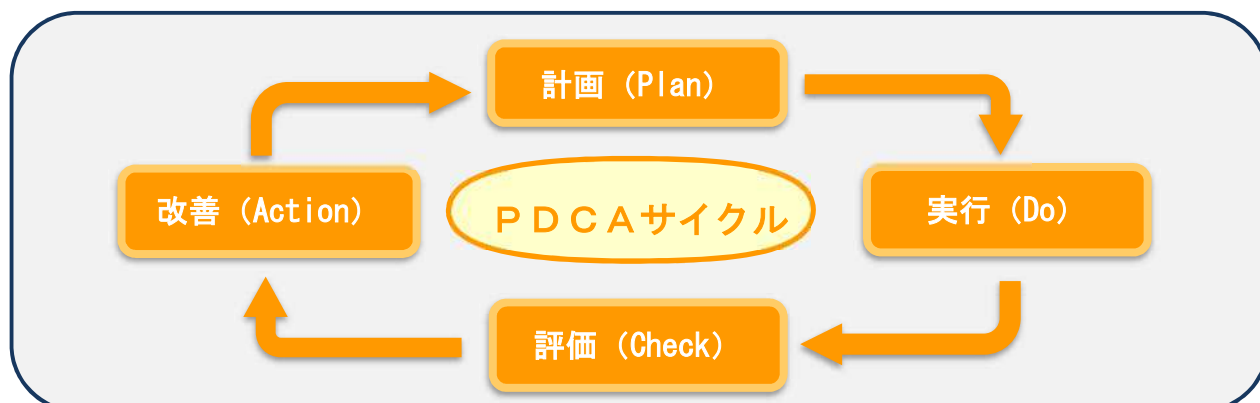 計画（Plan）
改善（Action）
ＰＤＣＡサイクル
実行（Do）
評価（Check）